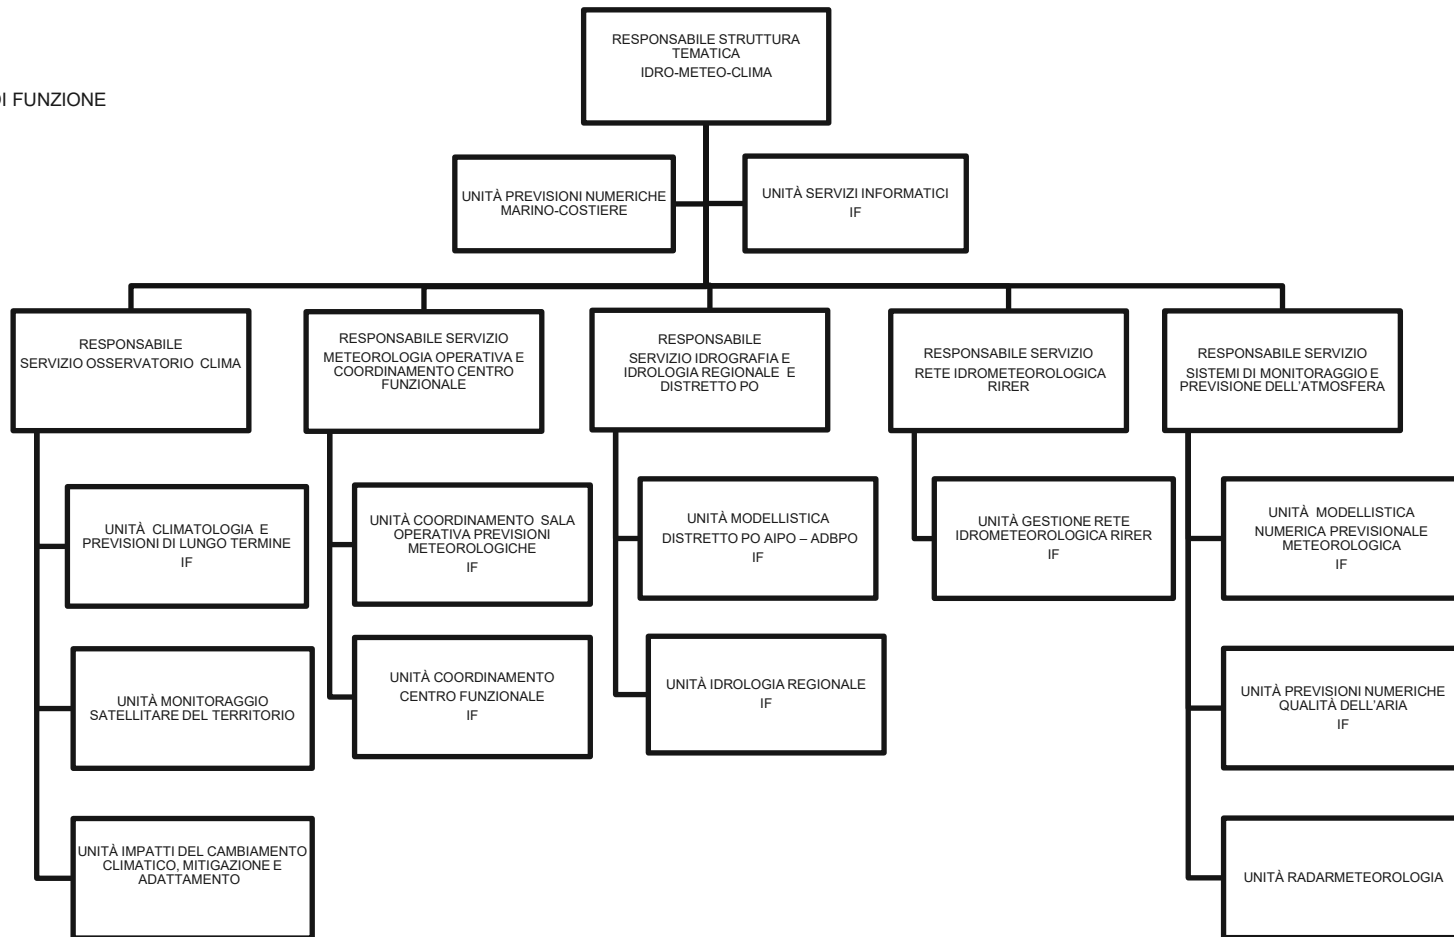 RESPONSABILE STRUTTURA
TEMATICA
IDRO-METEO-CLIMA
DI FUNZIONE
UNITÀ PREVISIONI NUMERICHE
MARINO-COSTIERE
UNITÀ SERVIZI INFORMATICI
IF
RESPONSABILE
SERVIZIO OSSERVATORIO CLIMA
RESPONSABILE SERVIZIO
METEOROLOGIA OPERATIVA E
COORDINAMENTO CENTRO
FUNZIONALE
RESPONSABILE
SERVIZIO IDROGRAFIA E
IDROLOGIA REGIONALE E
DISTRETTO PO
RESPONSABILE SERVIZIO
RETE IDROMETEOROLOGICA
RIRER
RESPONSABILE SERVIZIO
SISTEMI DI MONITORAGGIO E
PREVISIONE DELL'ATMOSFERA
UNITÀ CLIMATOLOGIA E
PREVISIONI DI LUNGO TERMINE
IF
UNITÀ COORDINAMENTO SALA
OPERATIVA PREVISIONI
METEOROLOGICHE
IF
UNITÀ MODELLISTICA
DISTRETTO PO AIPO – ADBPO
IF
UNITÀ GESTIONE RETE
IDROMETEOROLOGICA RIRER
IF
UNITÀ MODELLISTICA
NUMERICA PREVISIONALE
METEOROLOGICA
IF
UNITÀ MONITORAGGIO
SATELLITARE DEL TERRITORIO
UNITÀ COORDINAMENTO
CENTRO FUNZIONALE
IF
UNITÀ IDROLOGIA REGIONALE
IF
UNITÀ PREVISIONI NUMERICHE
QUALITÀ DELL'ARIA
IF
UNITÀ IMPATTI DEL CAMBIAMENTO
CLIMATICO, MITIGAZIONE E
ADATTAMENTO
UNITÀ RADARMETEOROLOGIA